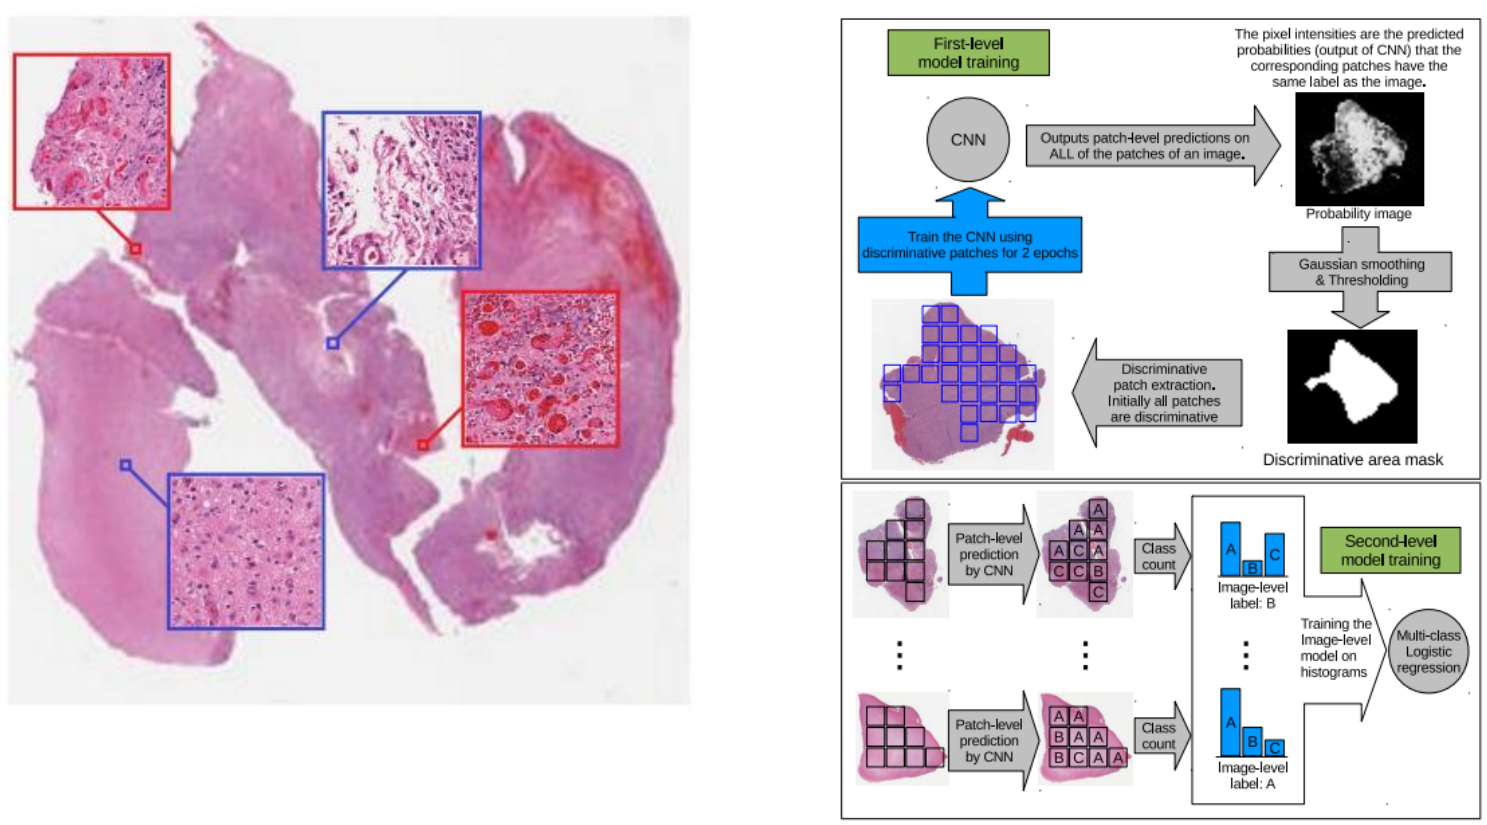 First-level
model training
The pixel intensities are the predicted
probabilities (output of CNN) that the
corresponding patches have the
same label as the image.
CNN
Outputs patch-level predictions on
ALL of the patches of an image.
Probability image
Train the CNN using
discriminative patches for 2 epochs
Gaussian smoothing
& Thresholding
Discriminative
patch extraction.
Initially all patches
are discriminative
Discriminative area mask
Patch-level
prediction
by CNN
A
A A
A C A
C C B
C
Class
count
A B C
Image-level
label: B
Second-level
model training
Training the
Image-level
model on
histograms
Multi-class
Logistic
regression
Patch-level
prediction
by CNN
A A
B A A
B C A A
Class
count
A B C
Image-level
label: A